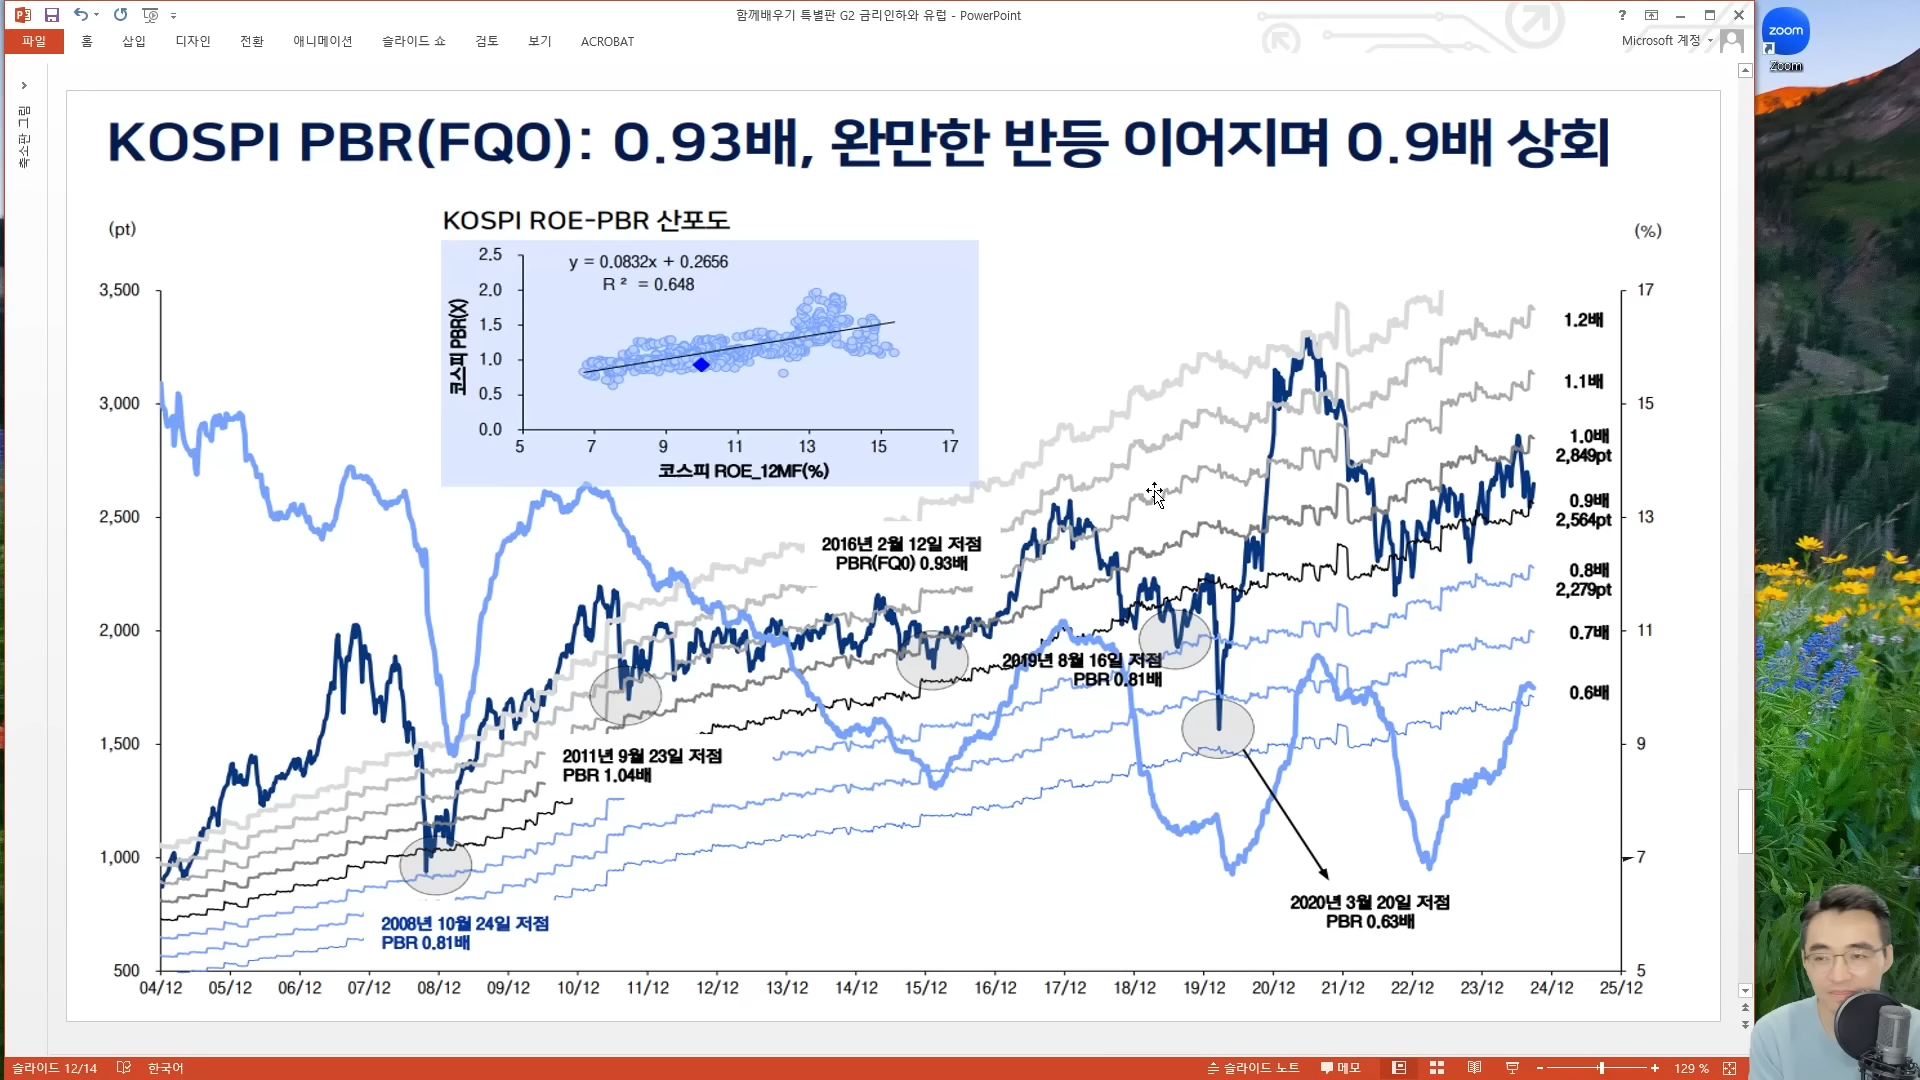 함께배우기 특별판 G2 금리인하와 유럽 - PowerPoint
?
파일 홈 삽입 디자인 전환 애니메이션 슬라이드 쇼 검토 보기 ACROBAT
Microsoft 계정
zoom
Zoom
축소판 그림
KOSPI PBR(FQ0): 0.93배, 완만한 반등 이어지며 0.9배 상회
KOSPI ROE-PBR 산포도
(pt)
(%)
y = 0.0832x + 0.2656
R² = 0.648
2.5
2.0
1.5
1.0
0.5
0.0
코스피 PBR(X)
5 7 9 11 13 15 17
코스피 ROE_12MF(%)
3,500
3,000
2,500
2,000
1,500
1,000
500
17
15
13
11
9
7
5
1.2배
1.1배
1.0배
2,849pt
0.9배
2,564pt
0.8배
2,279pt
0.7배
0.6배
2016년 2월 12일 저점
PBR(FQ0) 0.93배
2019년 8월 16일 저점
PBR 0.81배
2011년 9월 23일 저점
PBR 1.04배
2020년 3월 20일 저점
PBR 0.63배
2008년 10월 24일 저점
PBR 0.81배
04/12 05/12 06/12 07/12 08/12 09/12 10/12 11/12 12/12 13/12 14/12 15/12 16/12 17/12 18/12 19/12 20/12 21/12 22/12 23/12 24/12 25/12
슬라이드 12/14 한국어 슬라이드 노트 메모 129 %